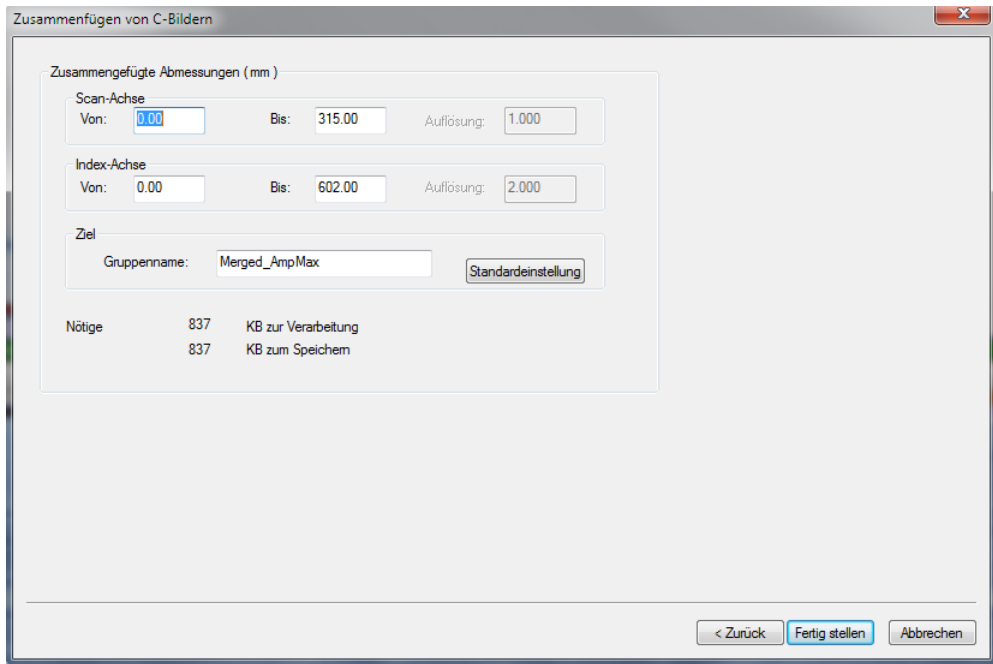 Zusammenfügen von C-Bildern
Zusammengefügte Abmessungen ( mm )
Scan-Achse
Von: 0.00 Bis: 315.00 Auflösung: 1.000
Index-Achse
Von: 0.00 Bis: 602.00 Auflösung: 2.000
Ziel
Gruppenname: Merged_AmpMax Standardeinstellung
Nötige 837 KB zur Verarbeitung
837 KB zum Speichern
< Zurück Fertig stellen Abbrechen